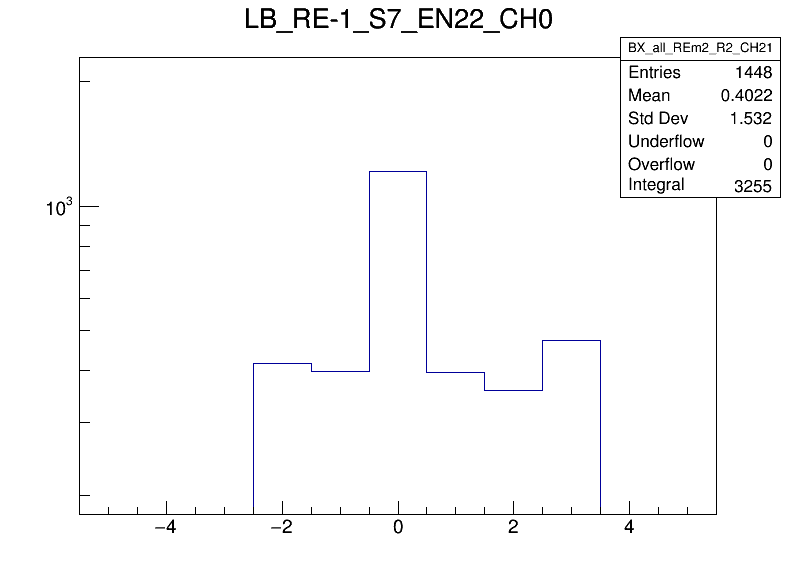 LB_RE-1_S7_EN22_CH0
BX_all_REm2_R2_CH21
Entries 1448
Mean 0.4022
Std Dev 1.532
Underflow 0
Overflow 0
Integral 3255
10³
−4 −2 0 2 4